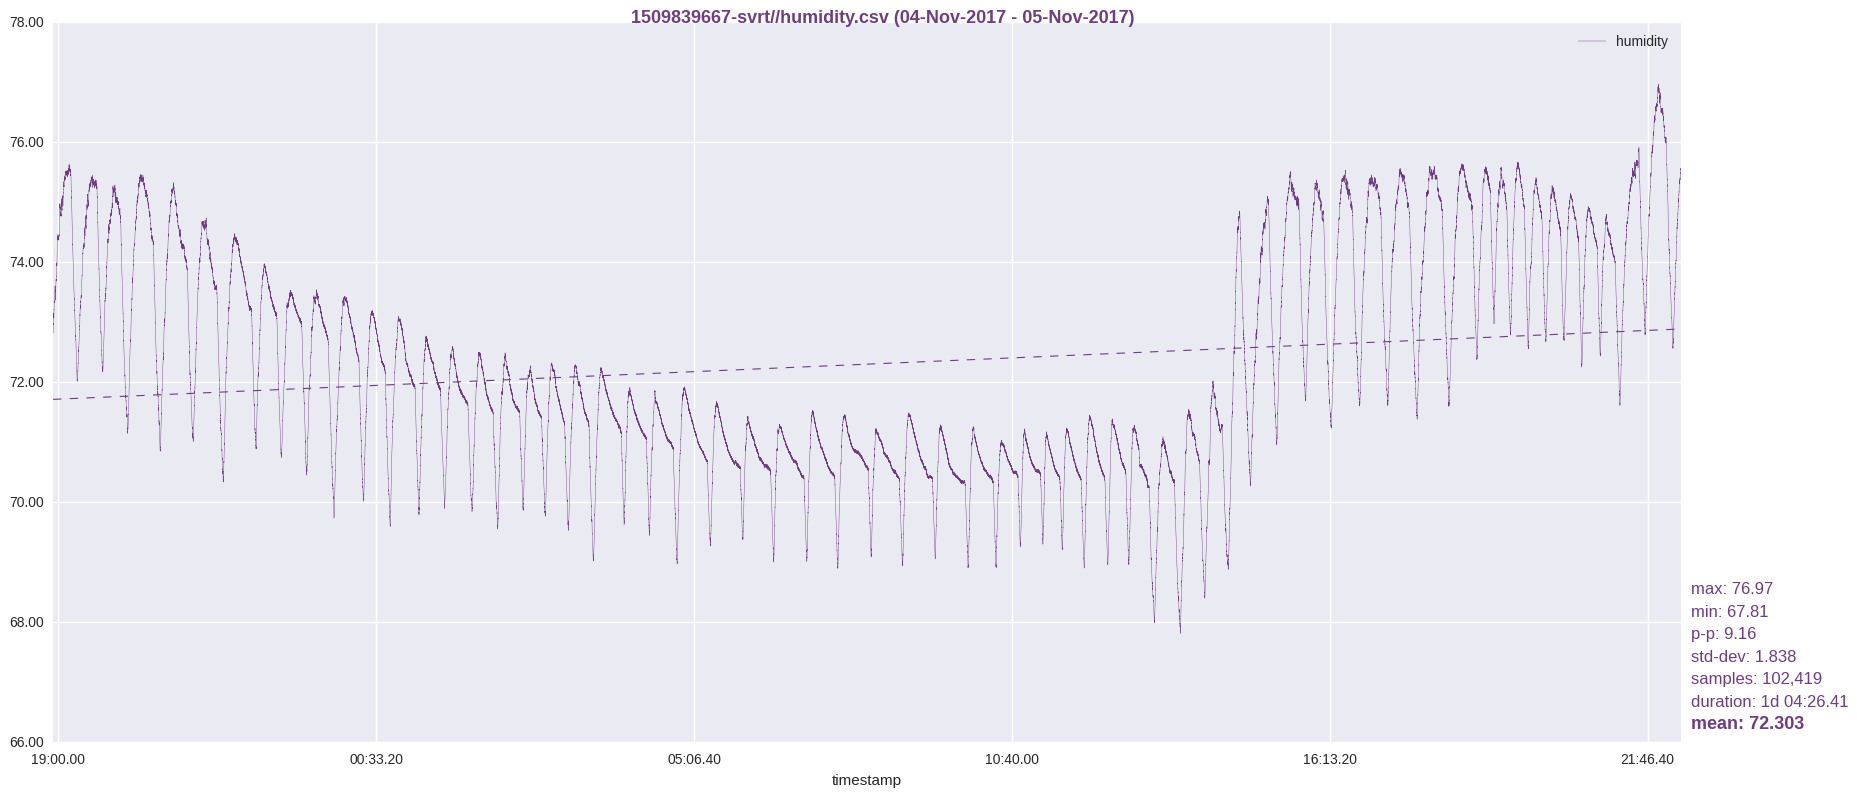 1509839667-svrt//humidity.csv (04-Nov-2017 - 05-Nov-2017)
78.00
humidity
76.00
74.00
72.00
70.00
68.00
66.00
max: 76.97
min: 67.81
p-p: 9.16
std-dev: 1.838
samples: 102,419
duration: 1d 04:26.41
mean: 72.303
19:00.00 00:33.20 05:06.40 10:40.00 16:13.20 21:46.40
timestamp